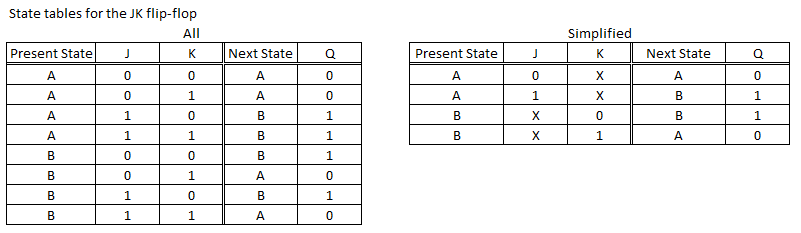 State tables for the JK flip-flop
All
Present State J K Next State Q
A 0 0 A 0
A 0 1 A 0
A 1 0 B 1
A 1 1 B 1
B 0 0 B 1
B 0 1 A 0
B 1 0 B 1
B 1 1 A 0
Simplified
Present State J K Next State Q
A 0 X A 0
A 1 X B 1
B X 0 B 1
B X 1 A 0